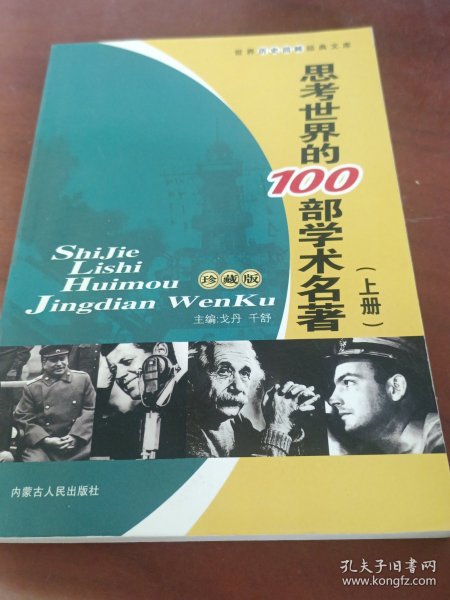 世界历史回眸经典文库
思考世界的
100
部学术名著
(上册)
ShiJie
Lishi
Huimou
Jingdian WenKu
珍藏版
主编:戈丹 千舒
内蒙古人民出版社
孔夫子旧书网
www.kongfz.com